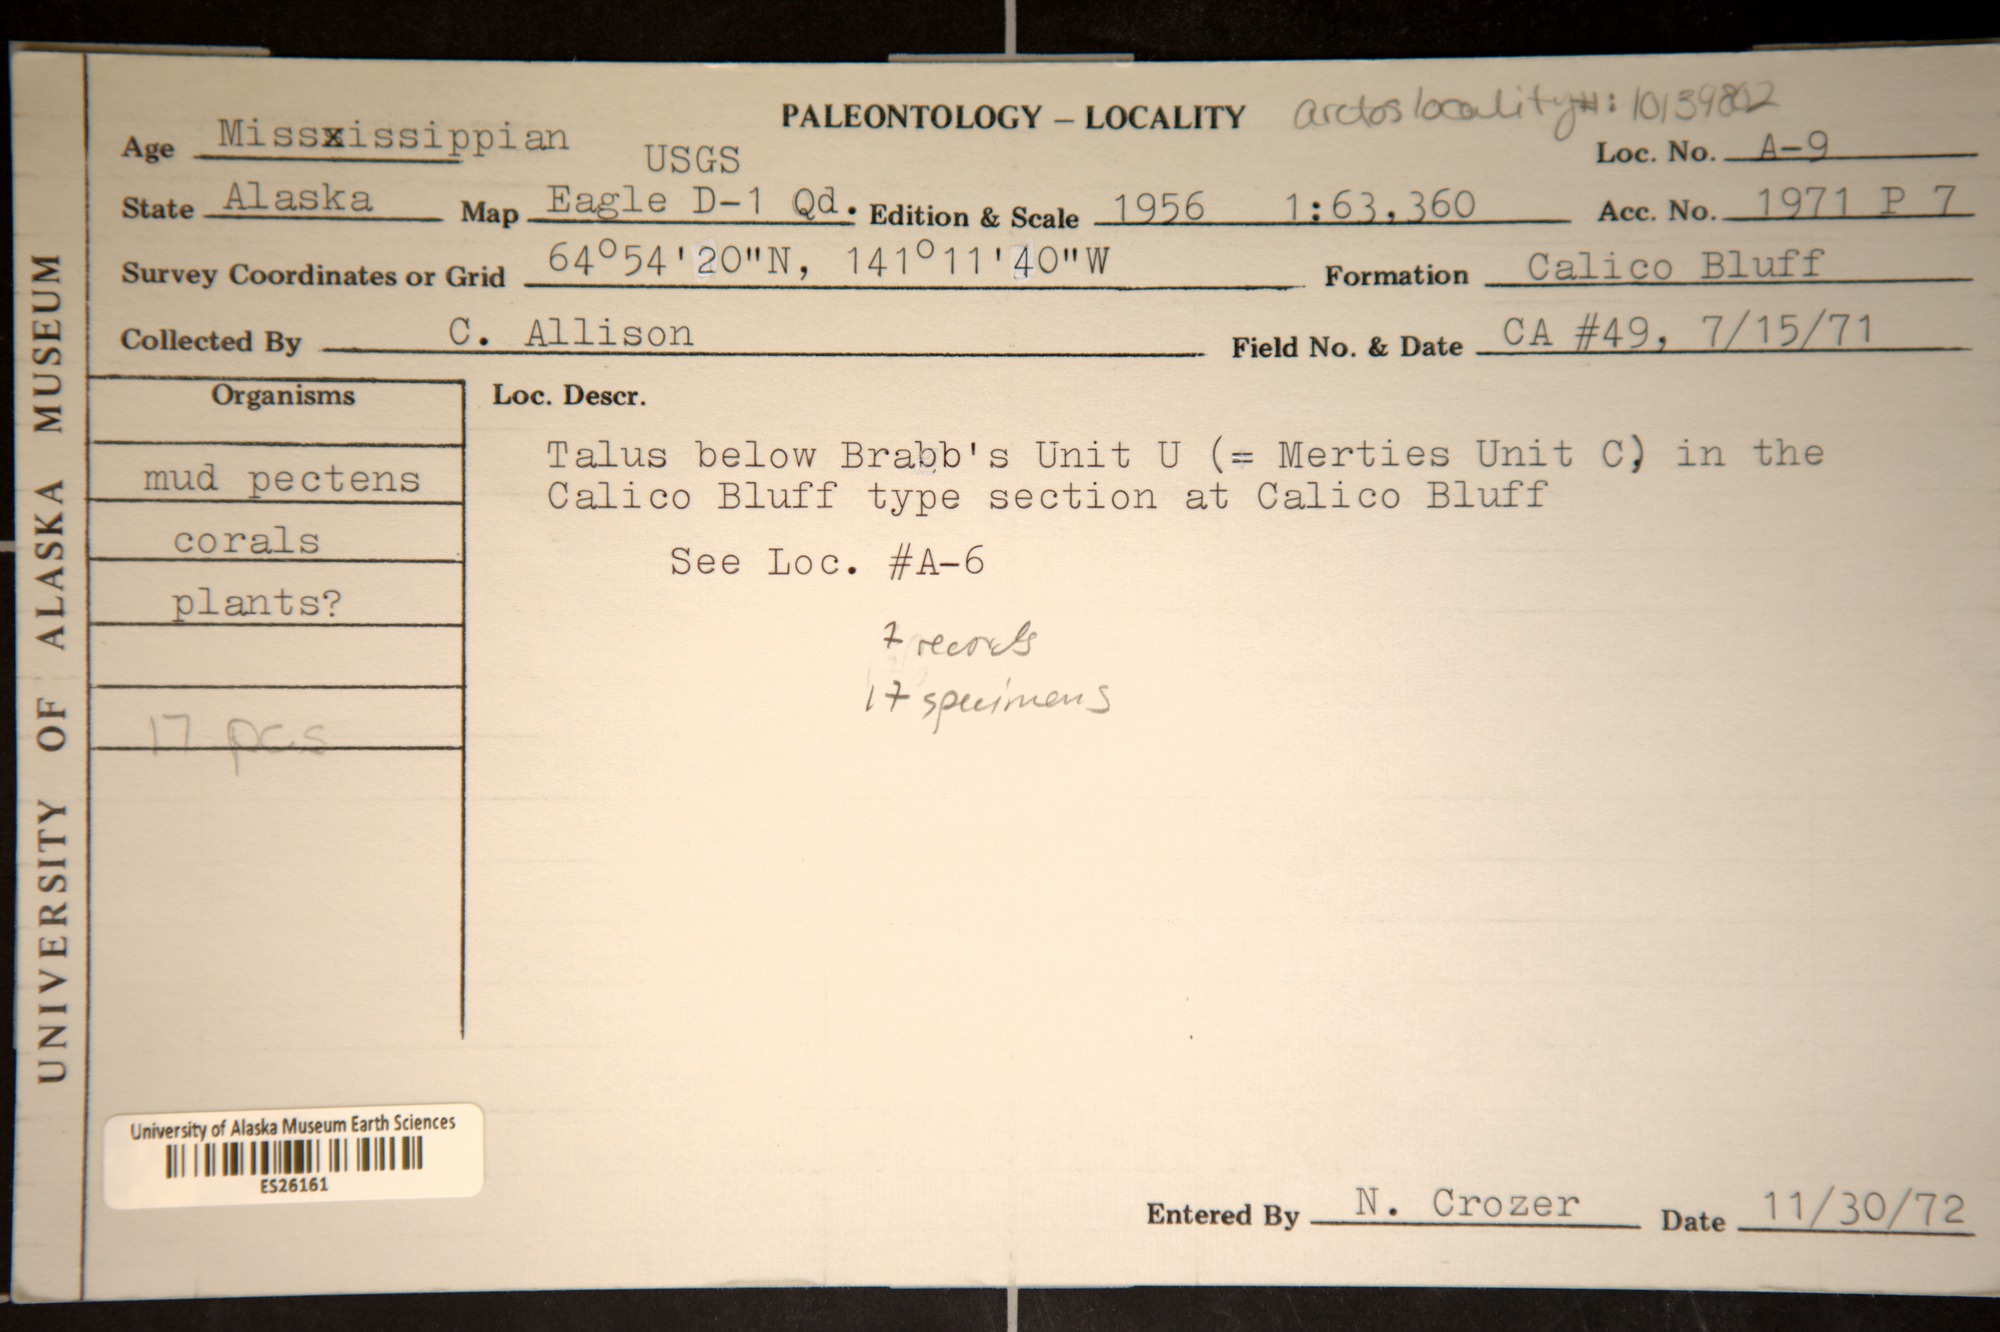 PALEONTOLOGY – LOCALITY arctos locality#: 10139802
Age Missxissippian
USGS
Loc. No. A-9
State Alaska Map Eagle D-1 Qd. Edition & Scale 1956 1:63,360 Acc. No. 1971 P 7
Survey Coordinates or Grid 64°54'20"N, 141°11'40"W Formation Calico Bluff
Collected By C. Allison Field No. & Date CA #49, 7/15/71
Organisms
mud pectens
corals
plants?
17 pcs
Loc. Descr.
Talus below Brabb's Unit U (= Merties Unit C) in the
Calico Bluff type section at Calico Bluff
See Loc. #A-6
7 records
17 specimens
UNIVERSITY OF ALASKA MUSEUM
University of Alaska Museum Earth Sciences
ES26161
Entered By N. Crozer Date 11/30/72